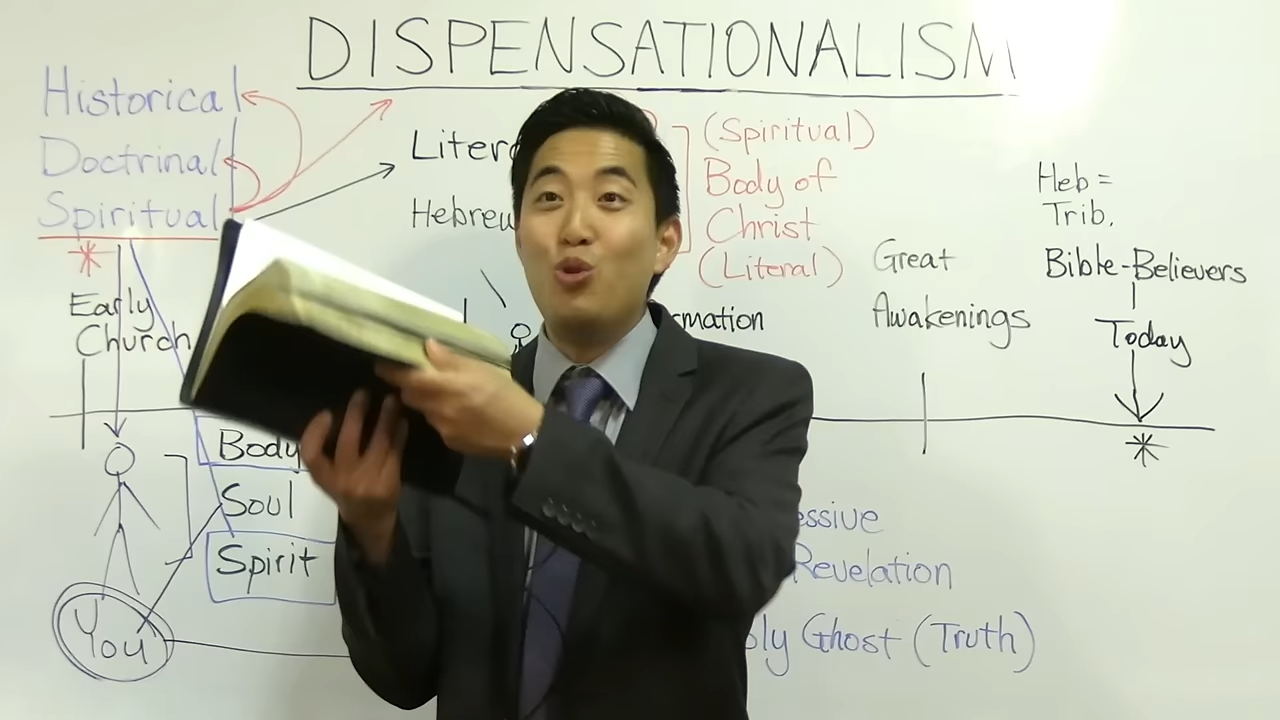 DISPENSATIONALISM
Historical
Doctrinal
Spiritual
*
Early
Church
Body
Soul
Spirit
You
(Spiritual)
Body of
Christ
(Literal)
Great
Awakenings
Heb =
Trib.
Bible-Believers
Today
*
Revelation
Ghost (Truth)